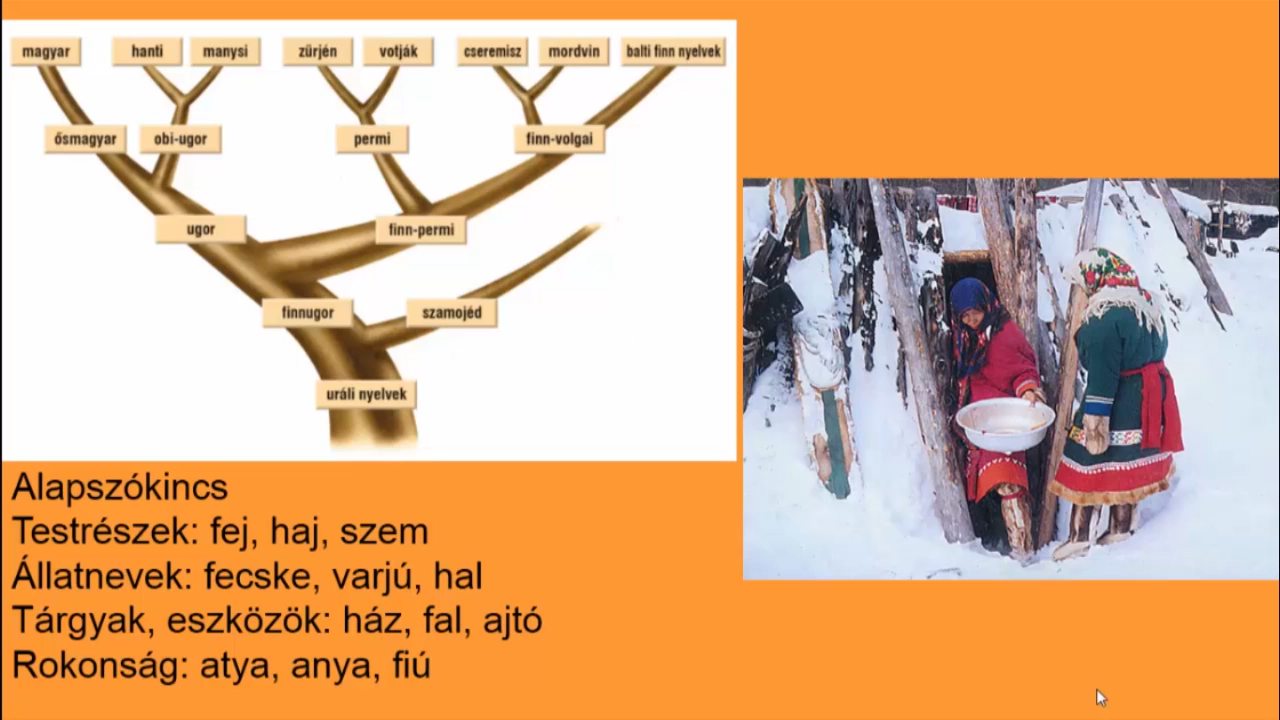 magyar hanti manysi zürjén votják cseremisz mordvin balti finn nyelvek
ősmagyar obi-ugor permi finn-volgai
ugor finn-permi
finnugor szamojéd
uráli nyelvek
Alapszókincs
Testrészek: fej, haj, szem
Állatnevek: fecske, varjú, hal
Tárgyak, eszközök: ház, fal, ajtó
Rokonság: atya, anya, fiú